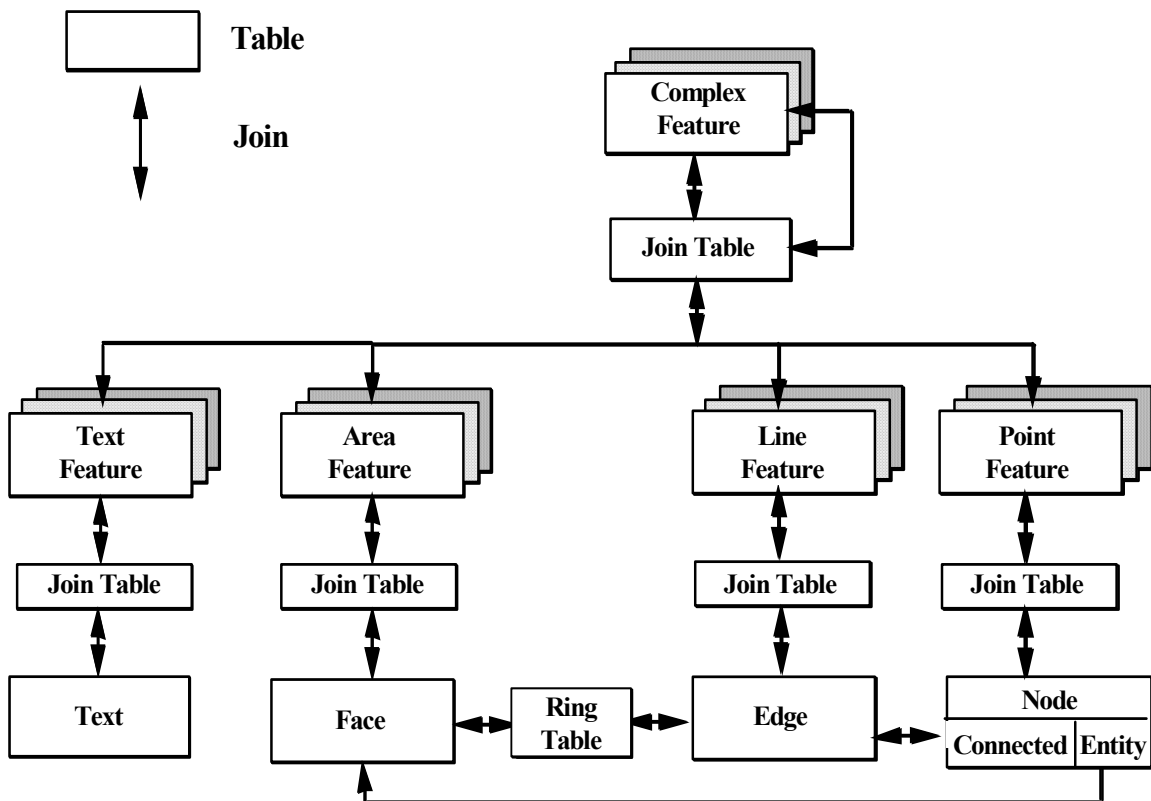 Table
Join
Complex
Feature
Join Table
Text
Feature
Area
Feature
Line
Feature
Point
Feature
Join Table
Join Table
Join Table
Join Table
Text
Face
Ring
Table
Edge
Node
Connected
Entity